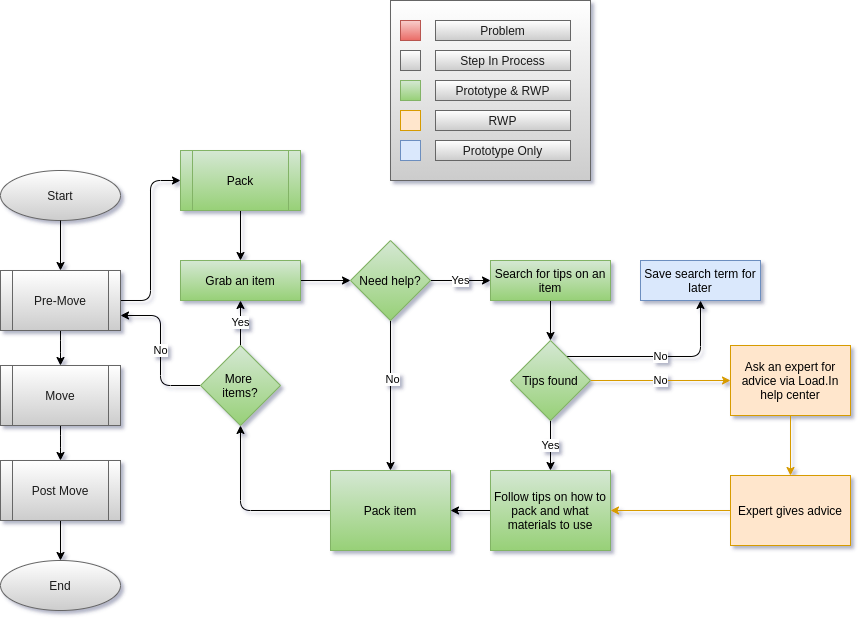 Problem
Step In Process
Prototype & RWP
RWP
Prototype Only
Start
Pre-Move
Move
Post Move
End
Pack
Grab an item
Need help?
Yes
Search for tips on an
item
Save search term for
later
No
Yes
More
items?
No
Tips found
No
No
Ask an expert for
advice via Load.In
help center
Yes
Pack item
Follow tips on how to
pack and what
materials to use
Expert gives advice